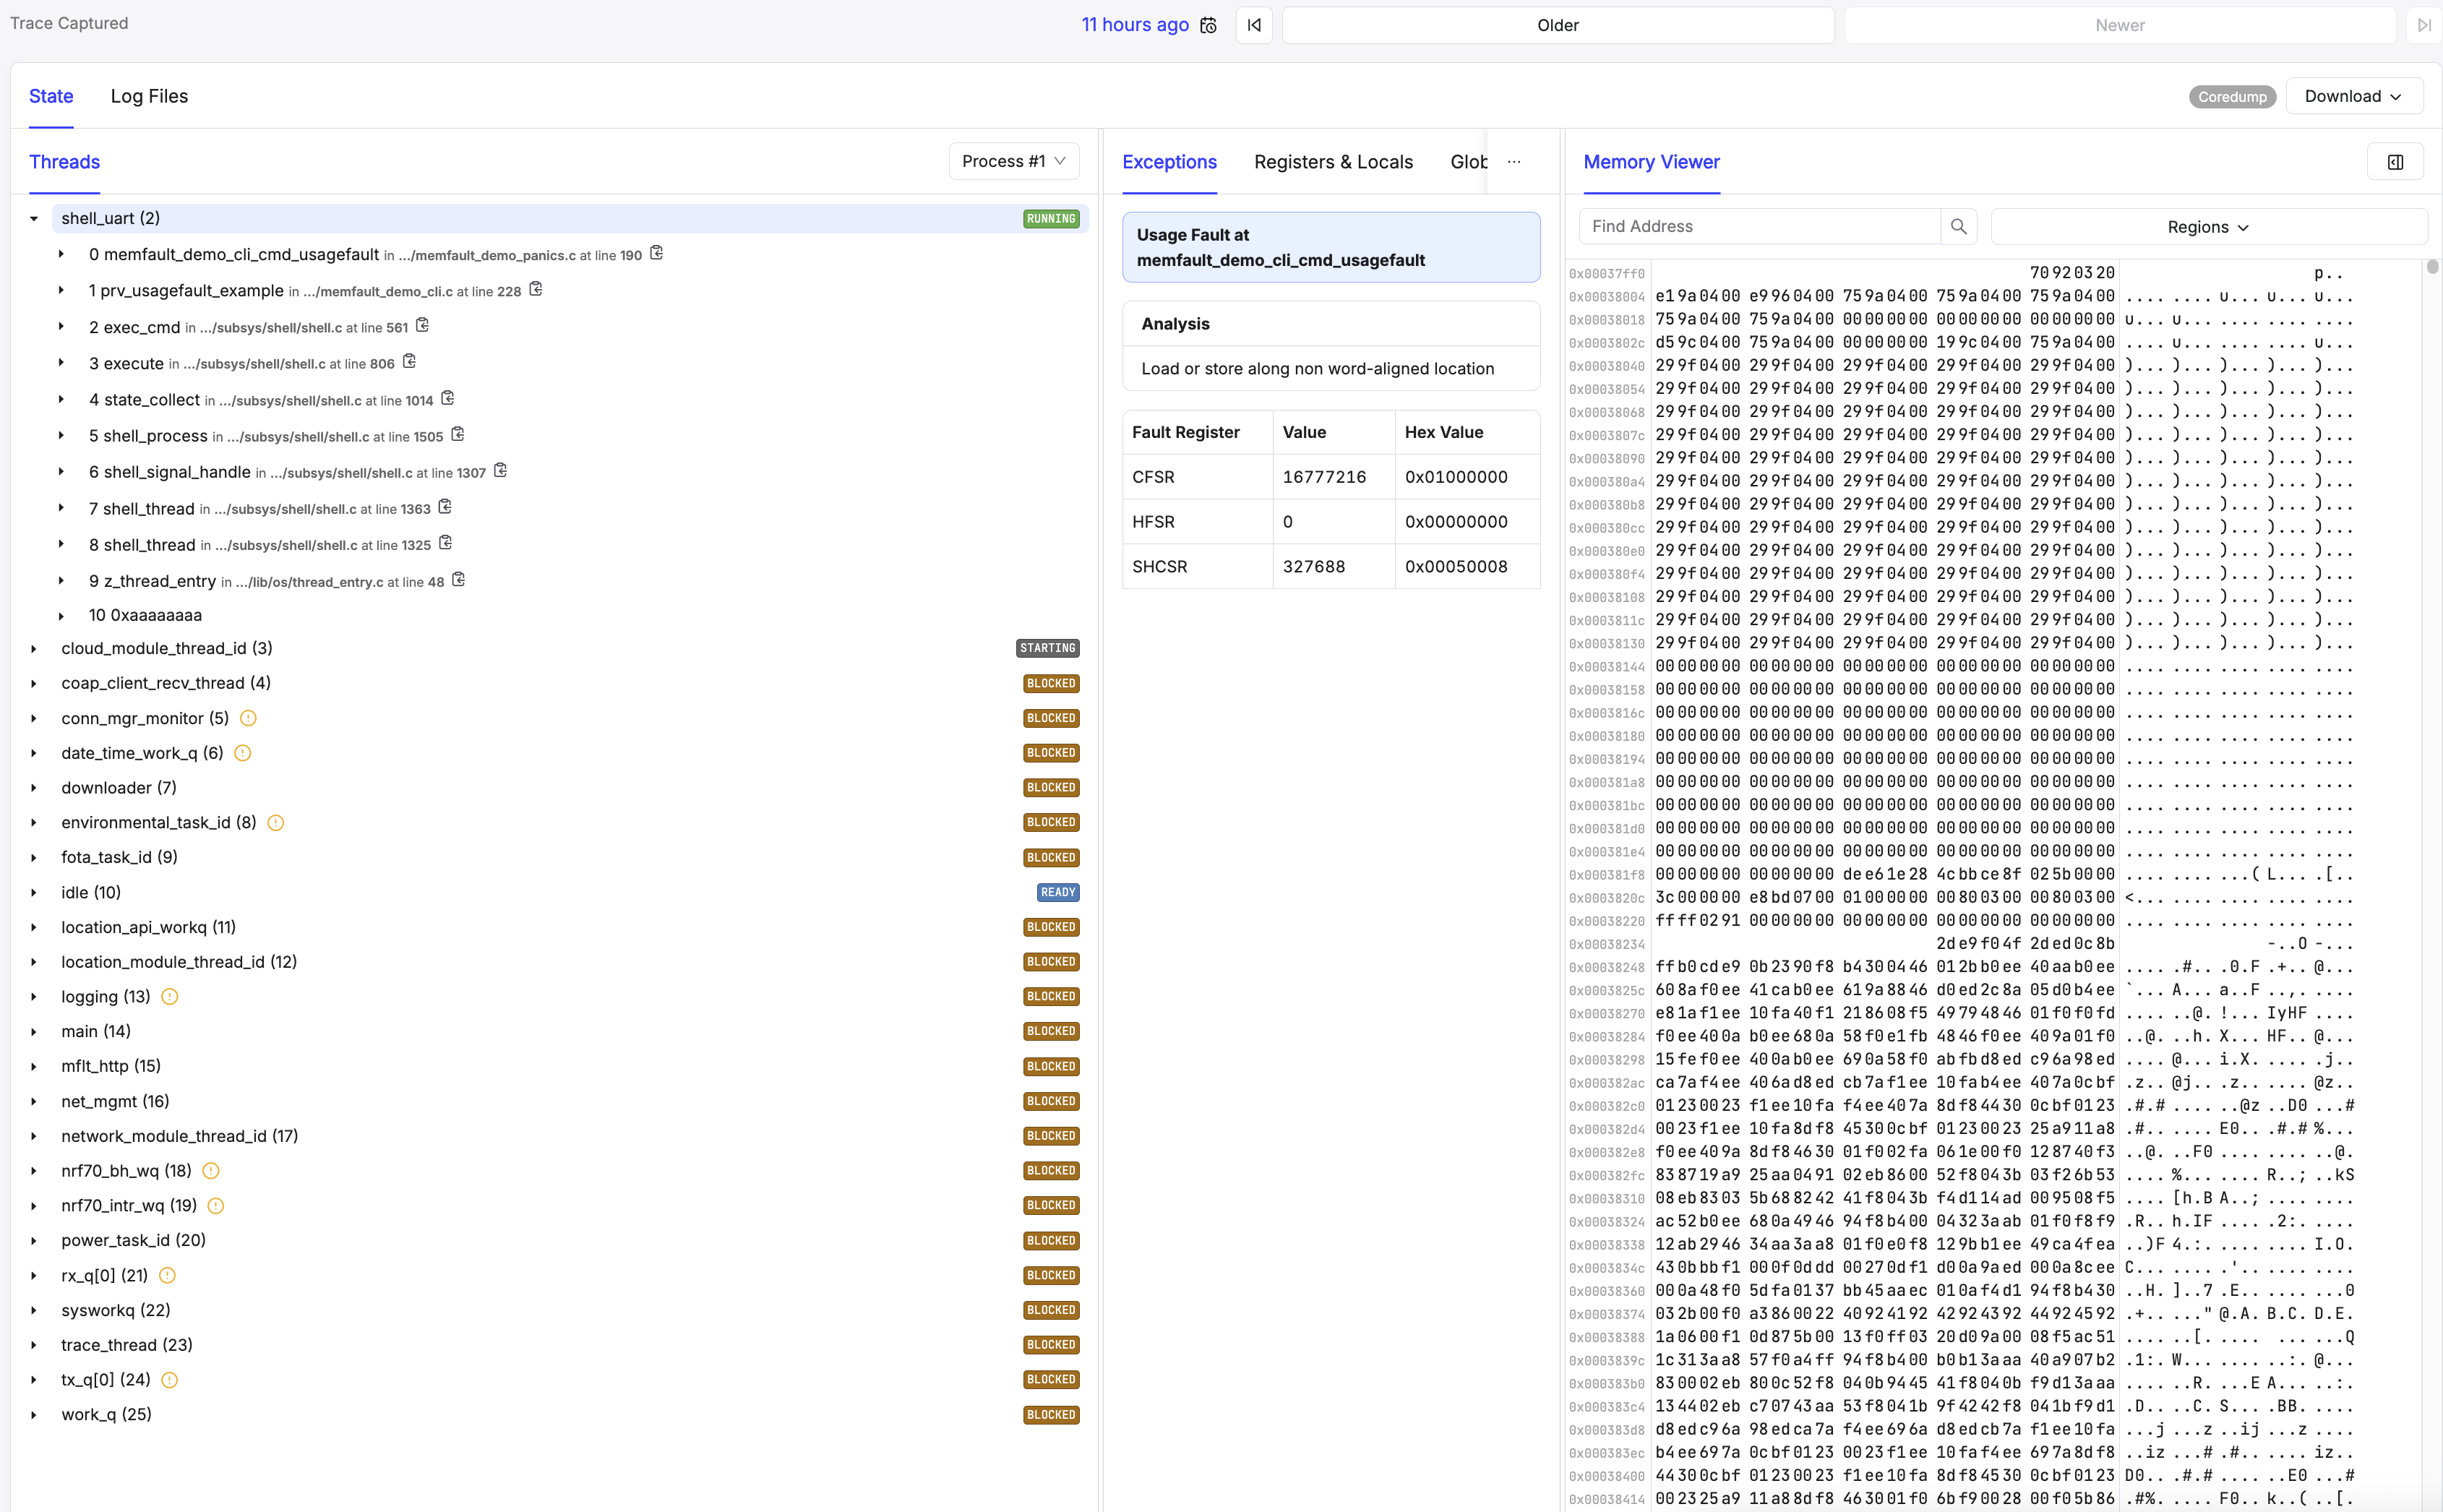 Trace Captured
11 hours ago
Older
Newer
State
Log Files
Coredump
Download
Threads
Process #1
shell_uart (2)
RUNNING
0 memfault_demo_cli_cmd_usagefault in .../memfault_demo_panics.c at line 190
1 prv_usagefault_example in .../memfault_demo_cli.c at line 228
2 exec_cmd in .../subsys/shell/shell.c at line 561
3 execute in .../subsys/shell/shell.c at line 806
4 state_collect in .../subsys/shell/shell.c at line 1014
5 shell_process in .../subsys/shell/shell.c at line 1505
6 shell_signal_handle in .../subsys/shell/shell.c at line 1307
7 shell_thread in .../subsys/shell/shell.c at line 1363
8 shell_thread in .../subsys/shell/shell.c at line 1325
9 z_thread_entry in .../lib/os/thread_entry.c at line 48
10 0xaaaaaaaa
cloud_module_thread_id (3) STARTING
coap_client_recv_thread (4) BLOCKED
conn_mgr_monitor (5) BLOCKED
date_time_work_q (6) BLOCKED
downloader (7) BLOCKED
environmental_task_id (8) BLOCKED
fota_task_id (9) BLOCKED
idle (10) READY
location_api_workq (11) BLOCKED
location_module_thread_id (12) BLOCKED
logging (13) BLOCKED
main (14) BLOCKED
mflt_http (15) BLOCKED
net_mgmt (16) BLOCKED
network_module_thread_id (17) BLOCKED
nrf70_bh_wq (18) BLOCKED
nrf70_intr_wq (19) BLOCKED
power_task_id (20) BLOCKED
rx_q[0] (21) BLOCKED
sysworkq (22) BLOCKED
trace_thread (23) BLOCKED
tx_q[0] (24) BLOCKED
work_q (25) BLOCKED
Exceptions
Registers & Locals
Glob
...
Usage Fault at
memfault_demo_cli_cmd_usagefault
Analysis
Load or store along non word-aligned location
Fault Register Value Hex Value
CFSR 16777216 0x01000000
HFSR 0 0x00000000
SHCSR 327688 0x00050008
Memory Viewer
Find Address
Regions
0x00037ff0 70920320 p..
0x00038004 e19a0400 e9960400 759a0400 759a0400 759a0400
0x00038018 759a0400 759a0400 00000000 00000000 00000000
0x0003802c d59c0400 759a0400 00000000 199c0400 759a0400
0x00038040 299f0400 299f0400 299f0400 299f0400 299f0400
0x00038054 299f0400 299f0400 299f0400 299f0400 299f0400
0x00038068 299f0400 299f0400 299f0400 299f0400 299f0400
0x0003807c 299f0400 299f0400 299f0400 299f0400 299f0400
0x00038090 299f0400 299f0400 299f0400 299f0400 299f0400
0x000380a4 299f0400 299f0400 299f0400 299f0400 299f0400
0x000380b8 299f0400 299f0400 299f0400 299f0400 299f0400
0x000380cc 299f0400 299f0400 299f0400 299f0400 299f0400
0x000380e0 299f0400 299f0400 299f0400 299f0400 299f0400
0x000380f4 299f0400 299f0400 299f0400 299f0400 299f0400
0x00038108 299f0400 299f0400 299f0400 299f0400 299f0400
0x0003811c 299f0400 299f0400 299f0400 299f0400 299f0400
0x00038130 299f0400 299f0400 299f0400 299f0400 299f0400
0x00038144 00000000 00000000 00000000 00000000 00000000
0x00038158 00000000 00000000 00000000 00000000 00000000
0x0003816c 00000000 00000000 00000000 00000000 00000000
0x00038180 00000000 00000000 00000000 00000000 00000000
0x00038194 00000000 00000000 00000000 00000000 00000000
0x000381a8 00000000 00000000 00000000 00000000 00000000
0x000381bc 00000000 00000000 00000000 00000000 00000000
0x000381d0 00000000 00000000 00000000 00000000 00000000
0x000381e4 00000000 00000000 00000000 00000000 00000000
0x000381f8 00000000 00000000 dee61e28 4cbbce8f 025b0000
0x0003820c 3c000000 e8bd0700 01000000 00800300 00800300
0x00038220 ffff0291 00000000 00000000 00000000 00000000
0x00038234 2de9f04f 2ded0c8b
0x00038248 ffb0cde9 0b2390f8 b4300446 012bb0ee 40aab0ee
0x0003825c 608af0ee 41cab0ee 619a8846 d0ed2c8a 05d0b4ee
0x00038270 e81af1ee 10fa40f1 218608f5 49794846 01f0f0fd
0x00038284 f0ee400a b0ee680a 58f0e1fb 4846f0ee 409a01f0
0x00038298 15fef0ee 400ab0ee 690a58f0 abfbd8ed c96a98ed
0x000382ac ca7af4ee 406ad8ed cb7af1ee 10fab4ee 407a0cbf
0x000382c0 01230023 f1ee10fa f4ee407a 8df84430 0cbf0123
0x000382d4 0023f1ee 10fa8df8 45300cbf 01230023 25a911a8
0x000382e8 f0ee409a 8df84630 01f002fa 061e00f0 128740f3
0x000382fc 838719a9 25aa0491 02eb8600 52f8043b 03f26b53
0x00038310 08eb8303 5b688242 41f8043b f4d114ad 009508f5
0x00038324 ac52b0ee 680a4946 94f8b400 04323aab 01f0f8f9
0x00038338 12ab2946 34aa3aa8 01f0e0f8 129bb1ee 49ca4fea
0x0003834c 430bbbf1 000f0ddd 00270df1 d00a9aed 000a8cee
0x00038360 000a48f0 5dfa0137 bb45aaec 010af4d1 94f8b430
0x00038374 032b00f0 a3860022 40924192 42924392 44924592
0x00038388 1a0600f1 0d875b00 13f0ff03 20d09a00 08f5ac51
0x0003839c 1c313aa8 57f0a4ff 94f8b400 b0b13aaa 40a907b2
0x000383b0 830002eb 800c52f8 040b9445 41f8040b f9d13aaa
0x000383c4 134402eb c70743aa 53f8041b 9f4242f8 041bf9d1
0x000383d8 d8edc96a 98edca7a f4ee696a d8edcb7a f1ee10fa
0x000383ec b4ee697a 0cbf0123 0023f1ee 10faf4ee 697a8df8
0x00038400 44300cbf 01230023 f1ee10fa 8df84530 0cbf0123
0x00038414 002325a9 11a88df8 463001f0 6bf90028 00f05b86